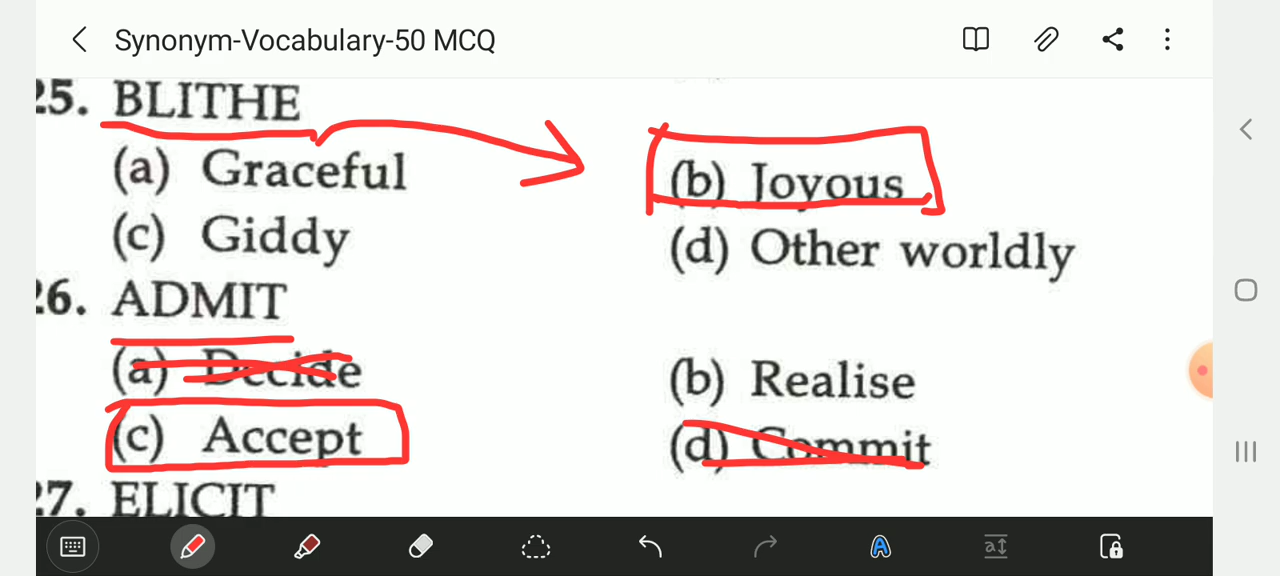 Synonym-Vocabulary-50 MCQ
25. BLITHE
(a) Graceful (b) Joyous
(c) Giddy (d) Other worldly
26. ADMIT
(a) Decide (b) Realise
(c) Accept (d) Commit
27. ELICIT